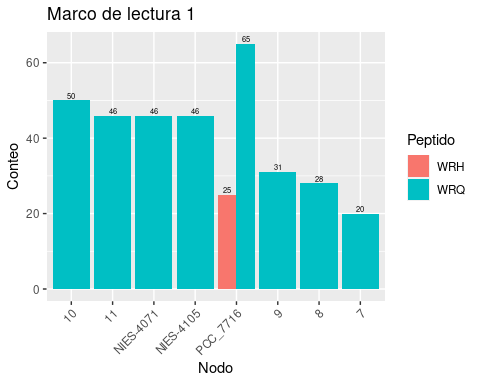 Marco de lectura 1
Conteo
60
40
20
0
50
46
46
46
25
65
31
28
20
10
11
NIES-4071
NIES-4105
PCC_7716
9
8
7
Nodo
Peptido
WRH
WRQ